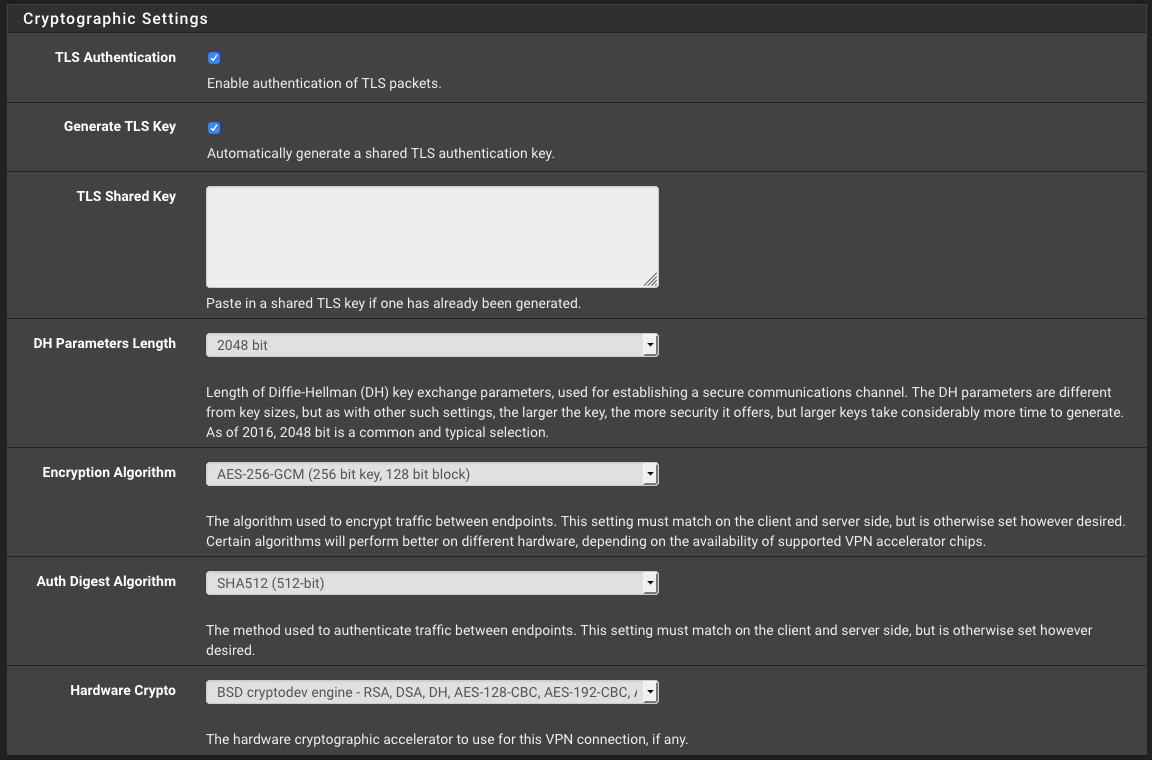 Cryptographic Settings
TLS Authentication
Enable authentication of TLS packets.
Generate TLS Key
Automatically generate a shared TLS authentication key.
TLS Shared Key
Paste in a shared TLS key if one has already been generated.
DH Parameters Length
2048 bit
Length of Diffie-Hellman (DH) key exchange parameters, used for establishing a secure communications channel. The DH parameters are different
from key sizes, but as with other such settings, the larger the key, the more security it offers, but larger keys take considerably more time to generate.
As of 2016, 2048 bit is a common and typical selection.
Encryption Algorithm
AES-256-GCM (256 bit key, 128 bit block)
The algorithm used to encrypt traffic between endpoints. This setting must match on the client and server side, but is otherwise set however desired.
Certain algorithms will perform better on different hardware, depending on the availability of supported VPN accelerator chips.
Auth Digest Algorithm
SHA512 (512-bit)
The method used to authenticate traffic between endpoints. This setting must match on the client and server side, but is otherwise set however
desired.
Hardware Crypto
BSD cryptodev engine - RSA, DSA, DH, AES-128-CBC, AES-192-CBC,
The hardware cryptographic accelerator to use for this VPN connection, if any.